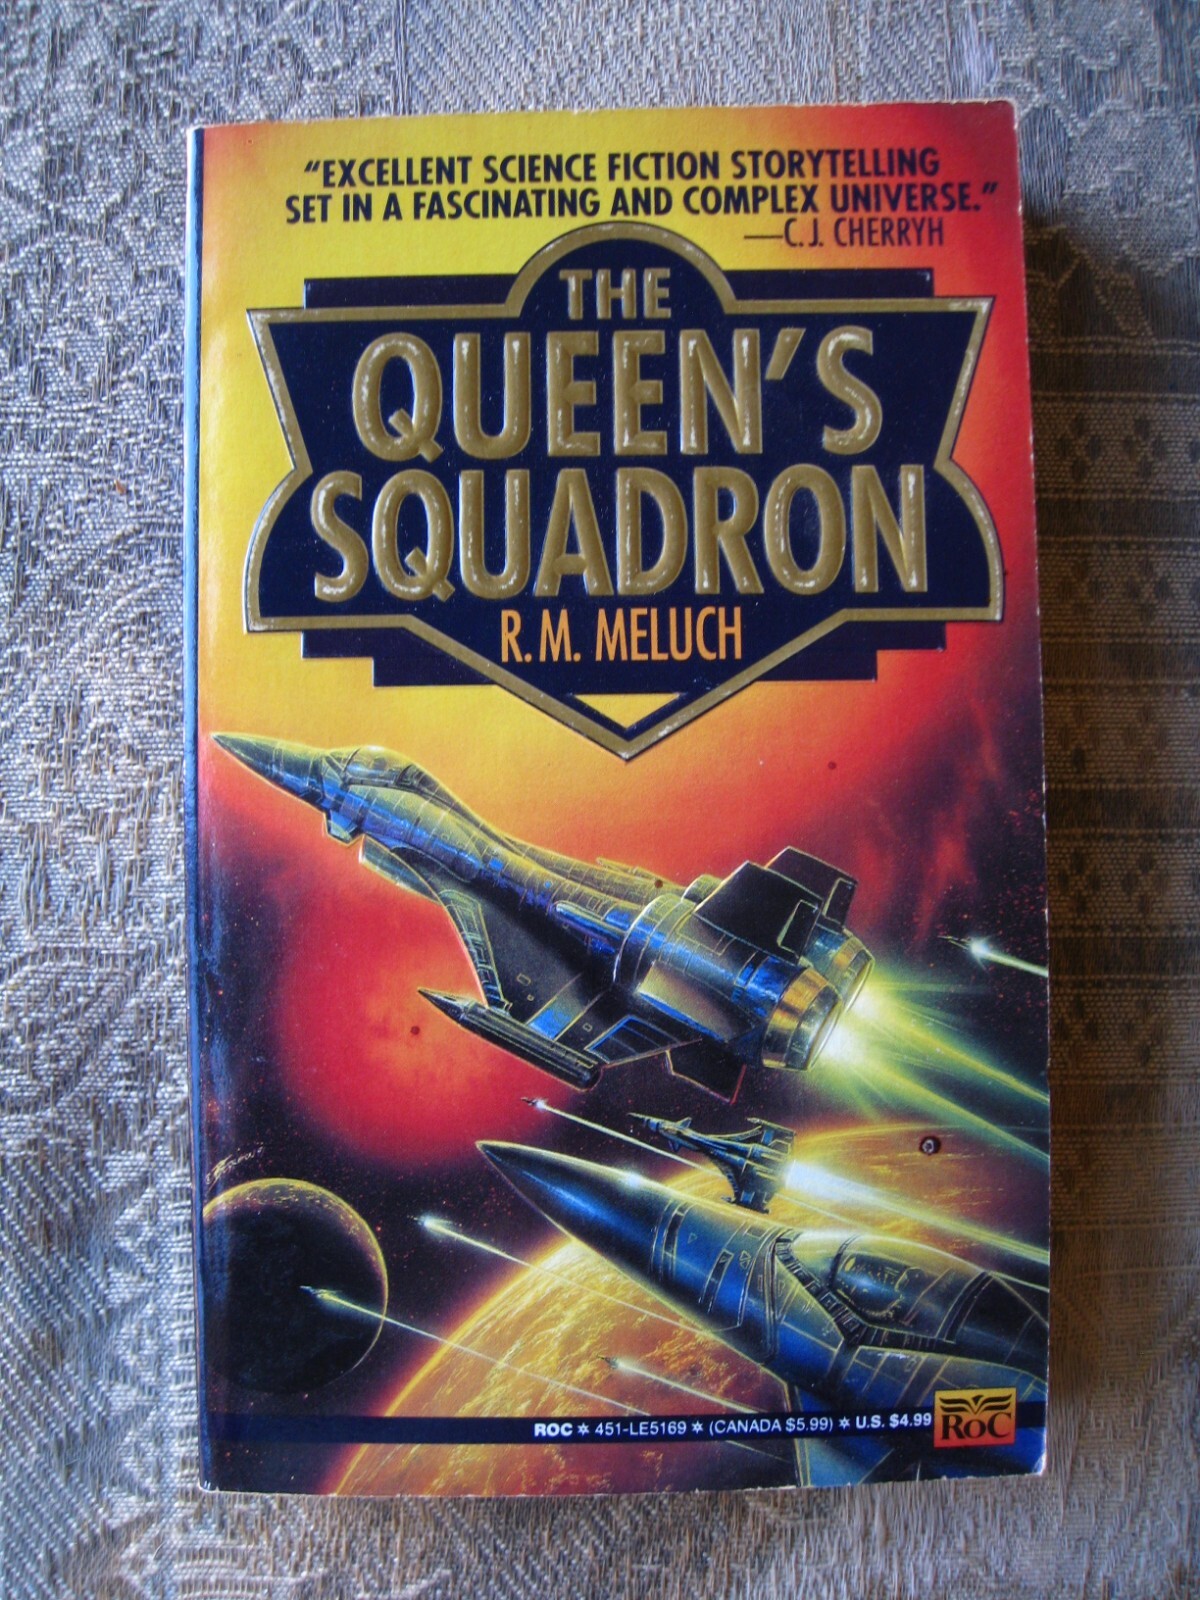 “EXCELLENT SCIENCE FICTION STORYTELLING
SET IN A FASCINATING AND COMPLEX UNIVERSE.”
—C.J. CHERRYH
THE
QUEEN’S
SQUADRON
R.M. MELUCH
ROC ✲ 451-LE5169 ✲ (CANADA $5.99) ✲ U.S. $4.99
ROC